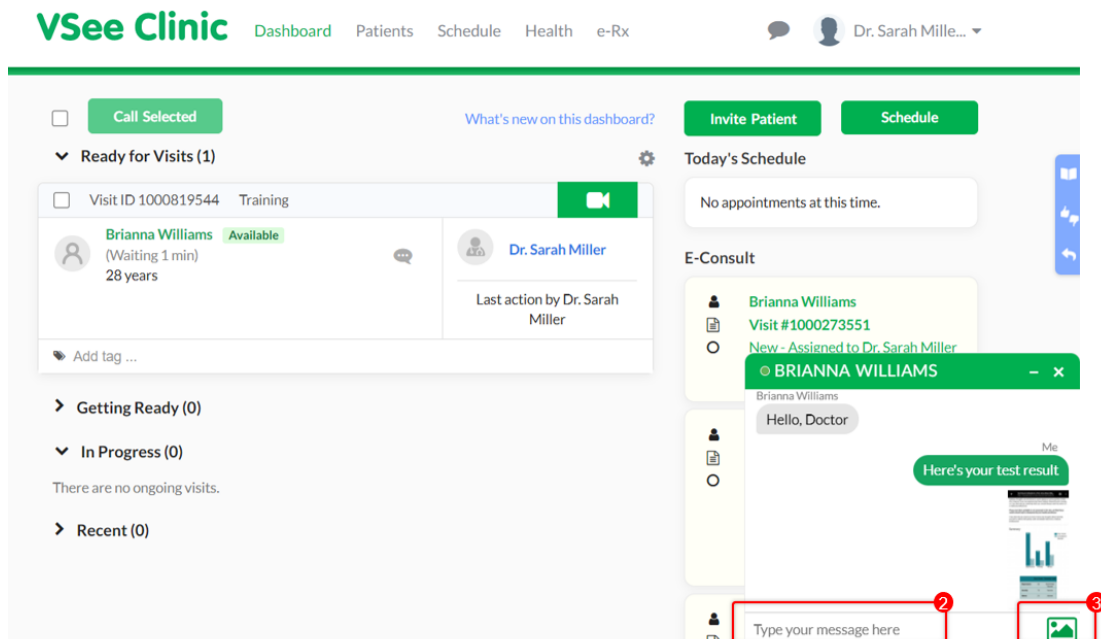 VSee Clinic Dashboard Patients Schedule Health e-Rx Dr. Sarah Mille...
Call Selected
What's new on this dashboard?
Ready for Visits (1)
Visit ID 1000819544 Training
Brianna Williams Available
(Waiting 1 min)
28 years
Dr. Sarah Miller
Last action by Dr. Sarah
Miller
Add tag ...
Getting Ready (0)
In Progress (0)
There are no ongoing visits.
Recent (0)
Invite Patient
Schedule
Today's Schedule
No appointments at this time.
E-Consult
Brianna Williams
Visit #1000273551
New - Assigned to Dr. Sarah Miller
BRIANNA WILLIAMS
Brianna Williams
Hello, Doctor
Me
Here's your test result
2
3
Type your message here